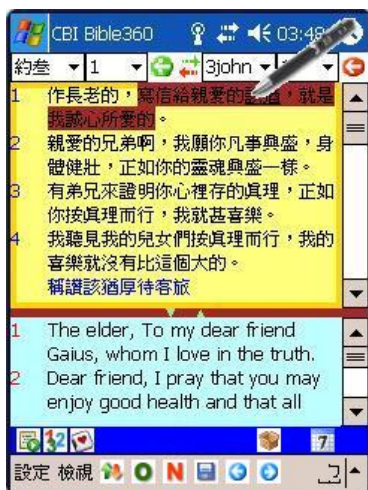 CBI Bible360 03:48
約叁 1 3john
1 作長老的，寫信給親愛的該猶，就是
我誠心所愛的。
2 親愛的兄弟啊，我願你凡事興盛，身
體健壯，正如你的靈魂興盛一樣。
3 有弟兄來證明你心裡存的真理，正如
你按真理而行，我就甚喜樂。
4 我聽見我的兒女們按真理而行，我的
喜樂就沒有比這個大的。
稱讚該猶厚待客旅
1 The elder, To my dear friend
Gaius, whom I love in the truth.
2 Dear friend, I pray that you may
enjoy good health and that all
32 7
設定 檢視 O N